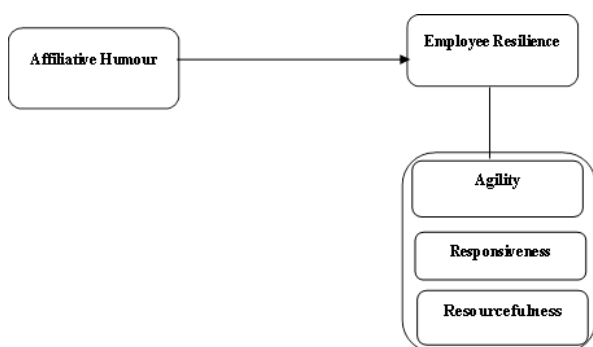 Employee Resilience
Affiliative Humour
Agility
Responsiveness
Resourcefulness